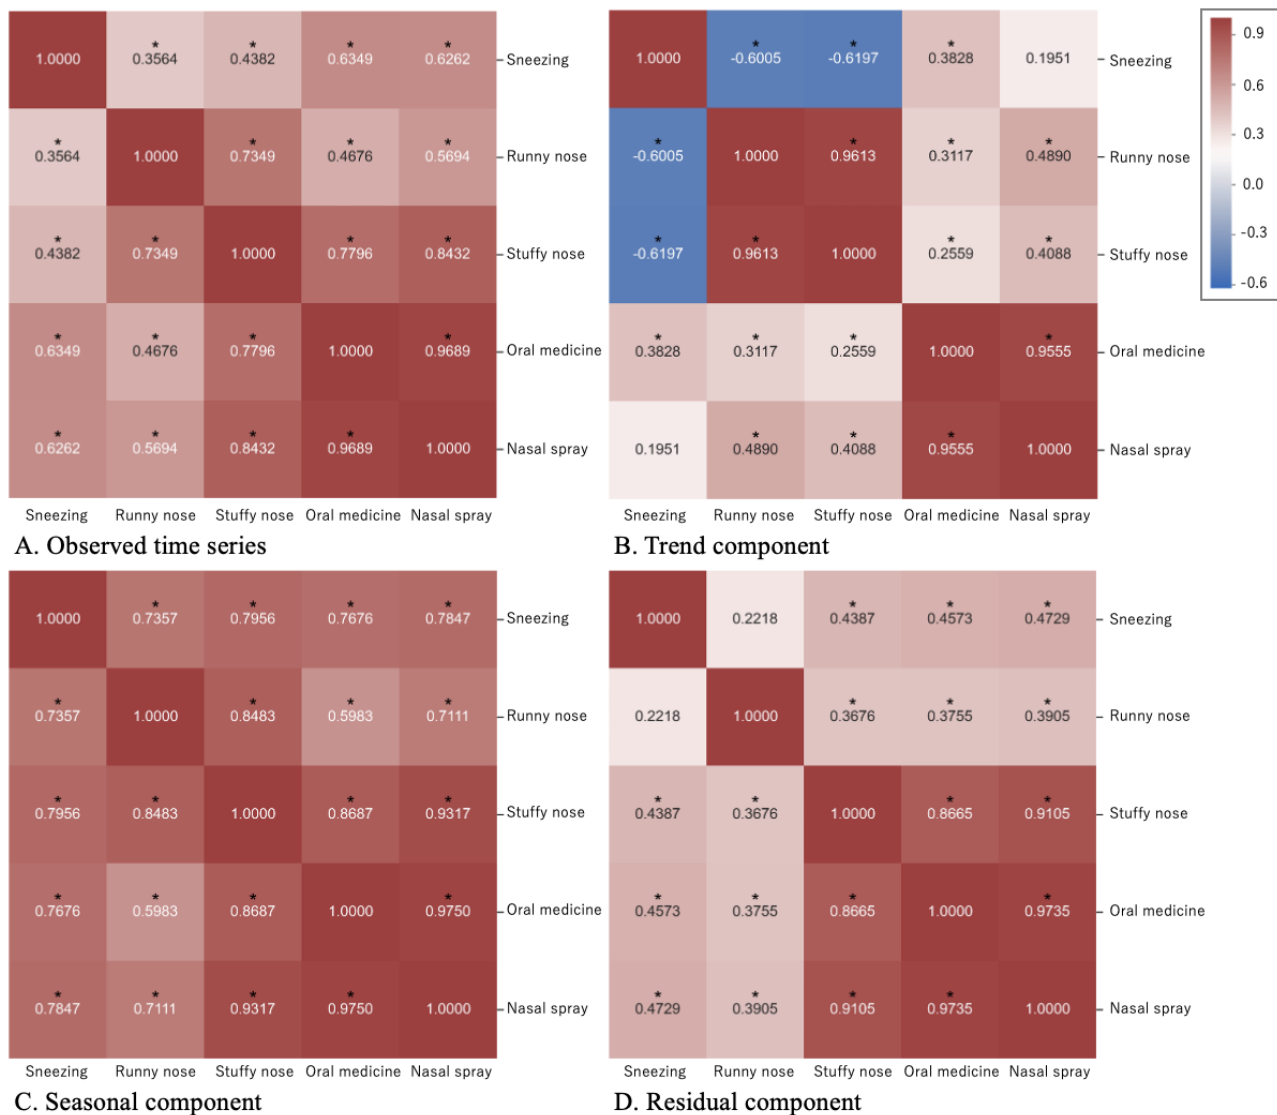 * * * *
1.0000 0.3564 0.4382 0.6349 0.6262 Sneezing
* * * *
0.3564 1.0000 0.7349 0.4676 0.5694 Runny nose
* * * *
0.4382 0.7349 1.0000 0.7796 0.8432 Stuffy nose
* * * *
0.6349 0.4676 0.7796 1.0000 0.9689 Oral medicine
* * * *
0.6262 0.5694 0.8432 0.9689 1.0000 Nasal spray
Sneezing Runny nose Stuffy nose Oral medicine Nasal spray
A. Observed time series
* * *
1.0000 -0.6005 -0.6197 0.3828 0.1951 Sneezing
* * * *
-0.6005 1.0000 0.9613 0.3117 0.4890 Runny nose
* * * *
-0.6197 0.9613 1.0000 0.2559 0.4088 Stuffy nose
* * * *
0.3828 0.3117 0.2559 1.0000 0.9555 Oral medicine
* * *
0.1951 0.4890 0.4088 0.9555 1.0000 Nasal spray
Sneezing Runny nose Stuffy nose Oral medicine Nasal spray
B. Trend component
0.9
0.6
0.3
0.0
-0.3
-0.6
* * * *
1.0000 0.7357 0.7956 0.7676 0.7847 Sneezing
* * * *
0.7357 1.0000 0.8483 0.5983 0.7111 Runny nose
* * * *
0.7956 0.8483 1.0000 0.8687 0.9317 Stuffy nose
* * * *
0.7676 0.5983 0.8687 1.0000 0.9750 Oral medicine
* * * *
0.7847 0.7111 0.9317 0.9750 1.0000 Nasal spray
Sneezing Runny nose Stuffy nose Oral medicine Nasal spray
C. Seasonal component
* * *
1.0000 0.2218 0.4387 0.4573 0.4729 Sneezing
* * *
0.2218 1.0000 0.3676 0.3755 0.3905 Runny nose
* * * *
0.4387 0.3676 1.0000 0.8665 0.9105 Stuffy nose
* * * *
0.4573 0.3755 0.8665 1.0000 0.9735 Oral medicine
* * * *
0.4729 0.3905 0.9105 0.9735 1.0000 Nasal spray
Sneezing Runny nose Stuffy nose Oral medicine Nasal spray
D. Residual component